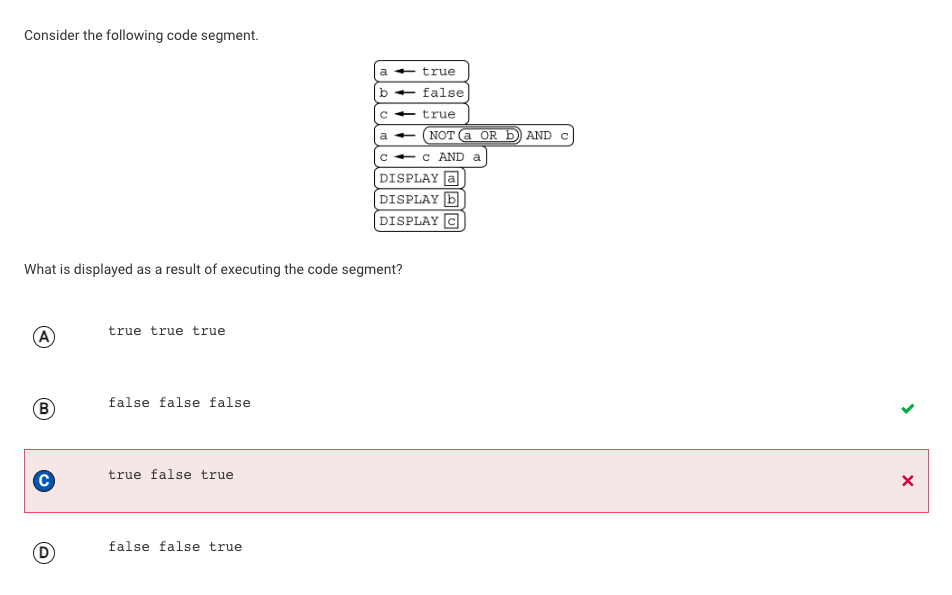 Consider the following code segment.
a ← true
b ← false
c ← true
a ← NOT a OR b AND c
c ← c AND a
DISPLAY a
DISPLAY b
DISPLAY c
What is displayed as a result of executing the code segment?
A true true true
B false false false
C true false true
D false false true